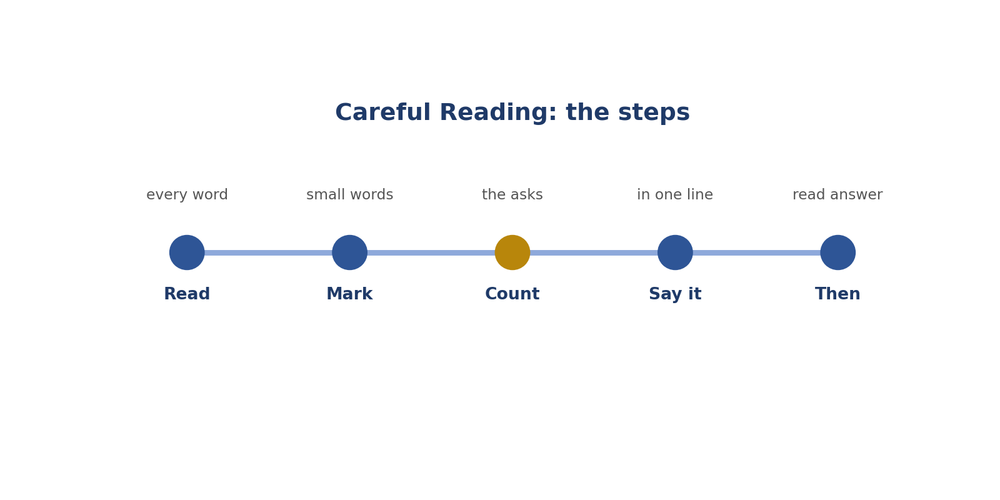 Careful Reading: the steps
every word
small words
the asks
in one line
read answer
Read
Mark
Count
Say it
Then